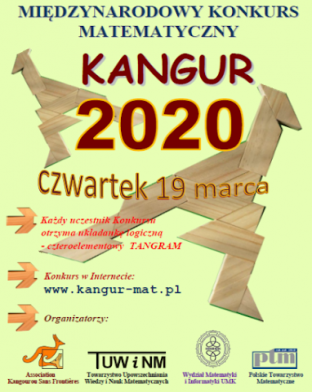 MIĘDZYNARODOWY KONKURS
MATEMATYCZNY
KANGUR
2020
czwartek 19 marca
Każdy uczestnik Konkursu
otrzyma układankę logiczną
- czteroelementowy TANGRAM
Konkurs w Internecie:
www.kangur-mat.pl
Organizatorzy:
Association
Kangourou Sans Frontières
TUW i NM
Towarzystwo Upowszechniania
Wiedzy i Nauk Matematycznych
Wydział Matematyki
i Informatyki UMK
ptm
Polskie Towarzystwo
Matematyczne